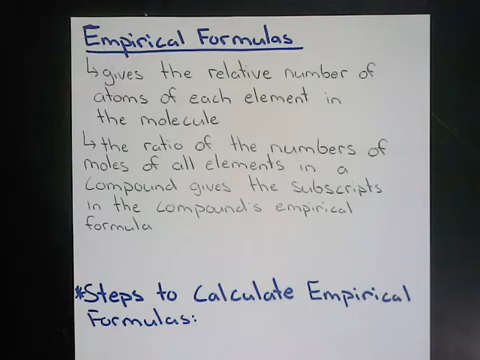 Empirical Formulas
↳gives the relative number of
atoms of each element in
the molecule
↳the ratio of the numbers of
moles of all elements in a
compound gives the subscripts
in the compound's empirical
formula
*Steps to Calculate Empirical
Formulas: